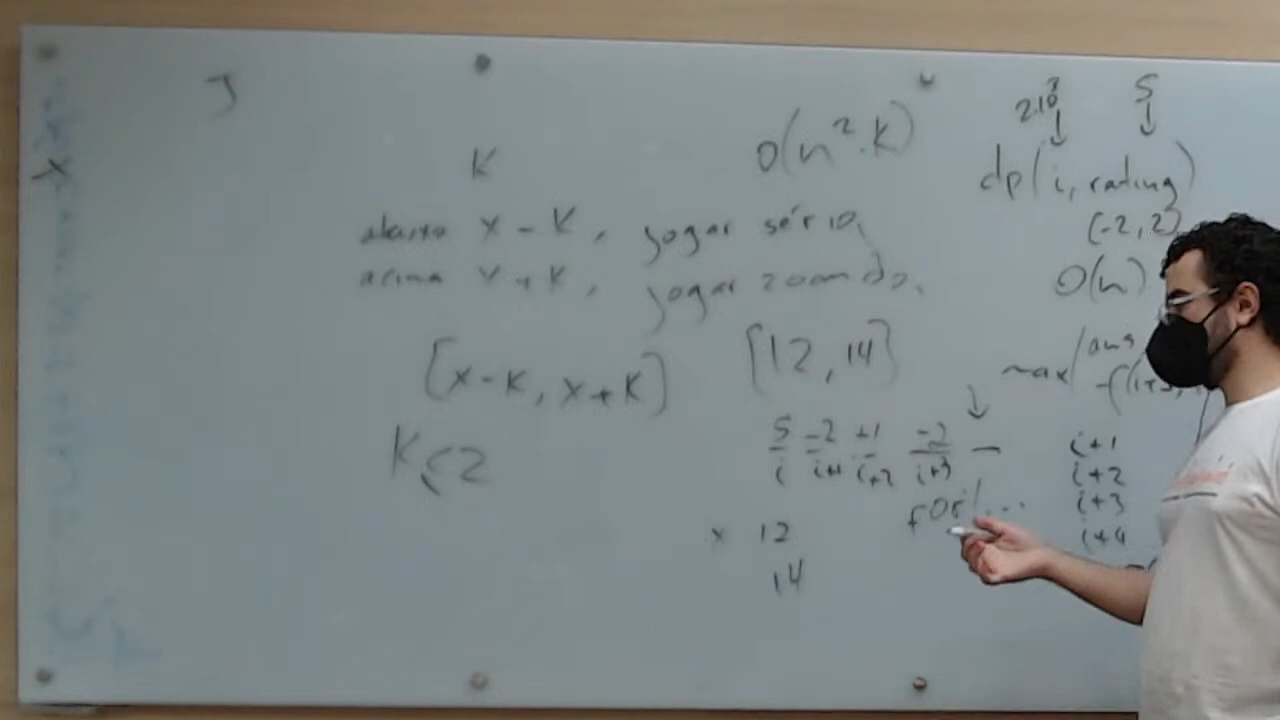 J
K
abaixo x - K, jogar sério,
acima x + K, jogar zoando,
[x-K, x+K]
K ≤ 2
O(n².K)
[12, 14]
5 -2 +1 -2 -
i i+1 i+2 i+3
for(...
x 12
14
2.10³ 5
↓ ↓
dp(i, rating)
(-2,2)
O(n)
max(ans
i+1
i+2
i+3
i+4